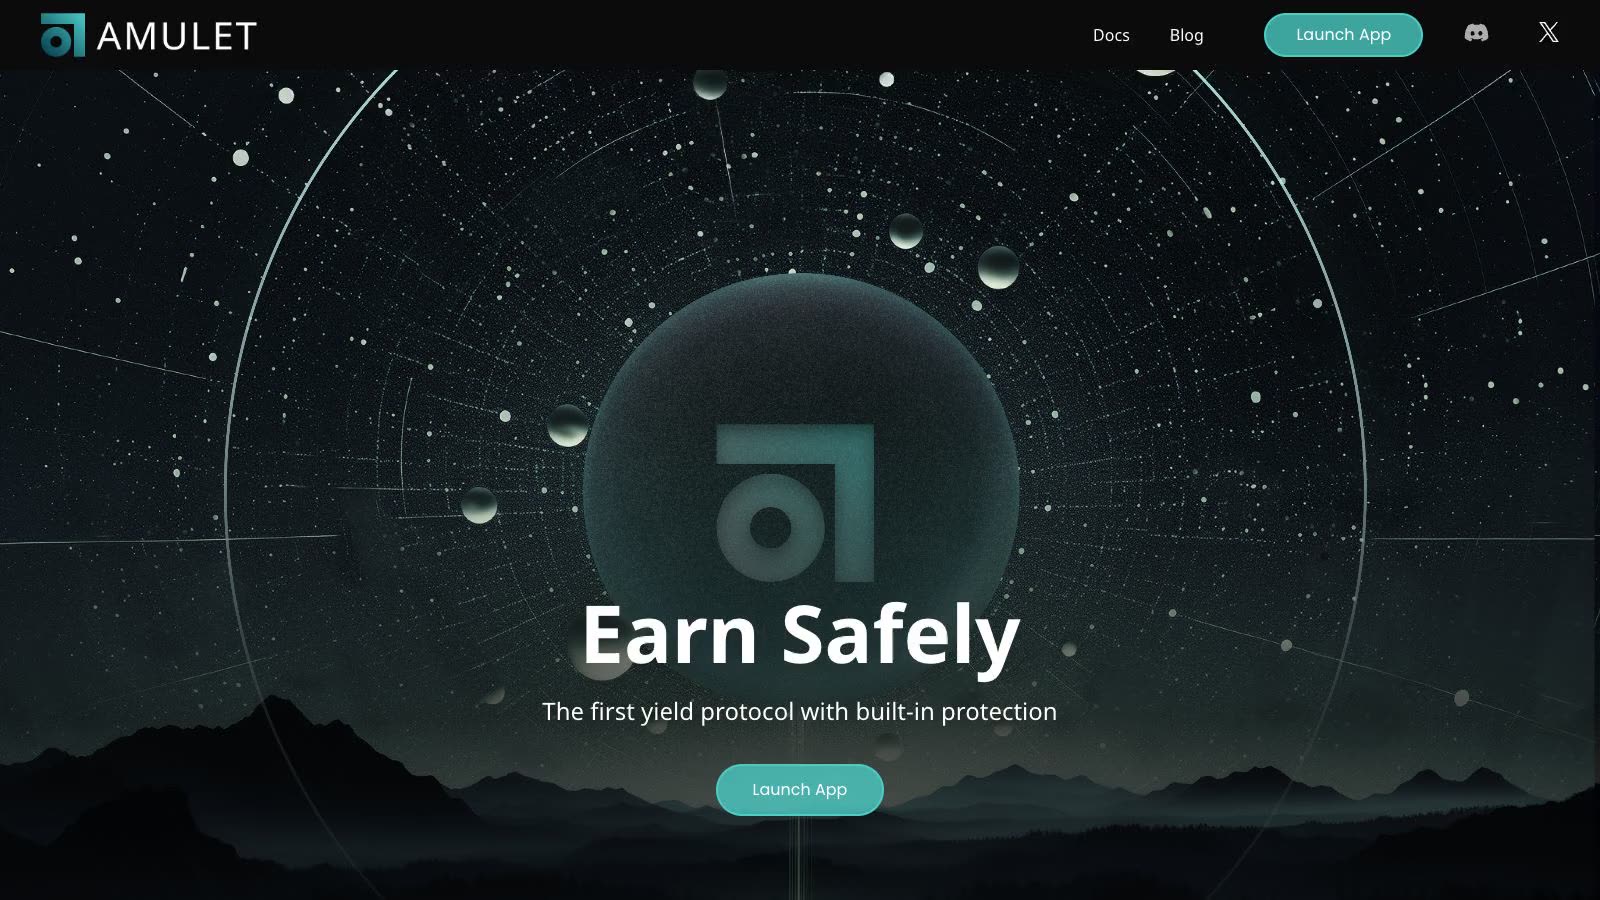 AMULET
Docs
Blog
Launch App
Earn Safely
The first yield protocol with built-in protection
Launch App